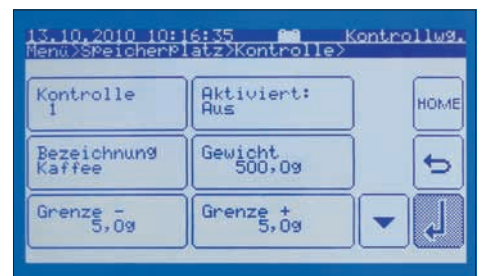 13.10.2010 10:16:35 Kontrollwg.
Menü>Speicherplatz>Kontrolle>
Kontrolle
1
Aktiviert:
Aus
HOME
Bezeichnung
Kaffee
Gewicht
500,0g
Grenze -
5,0g
Grenze +
5,0g